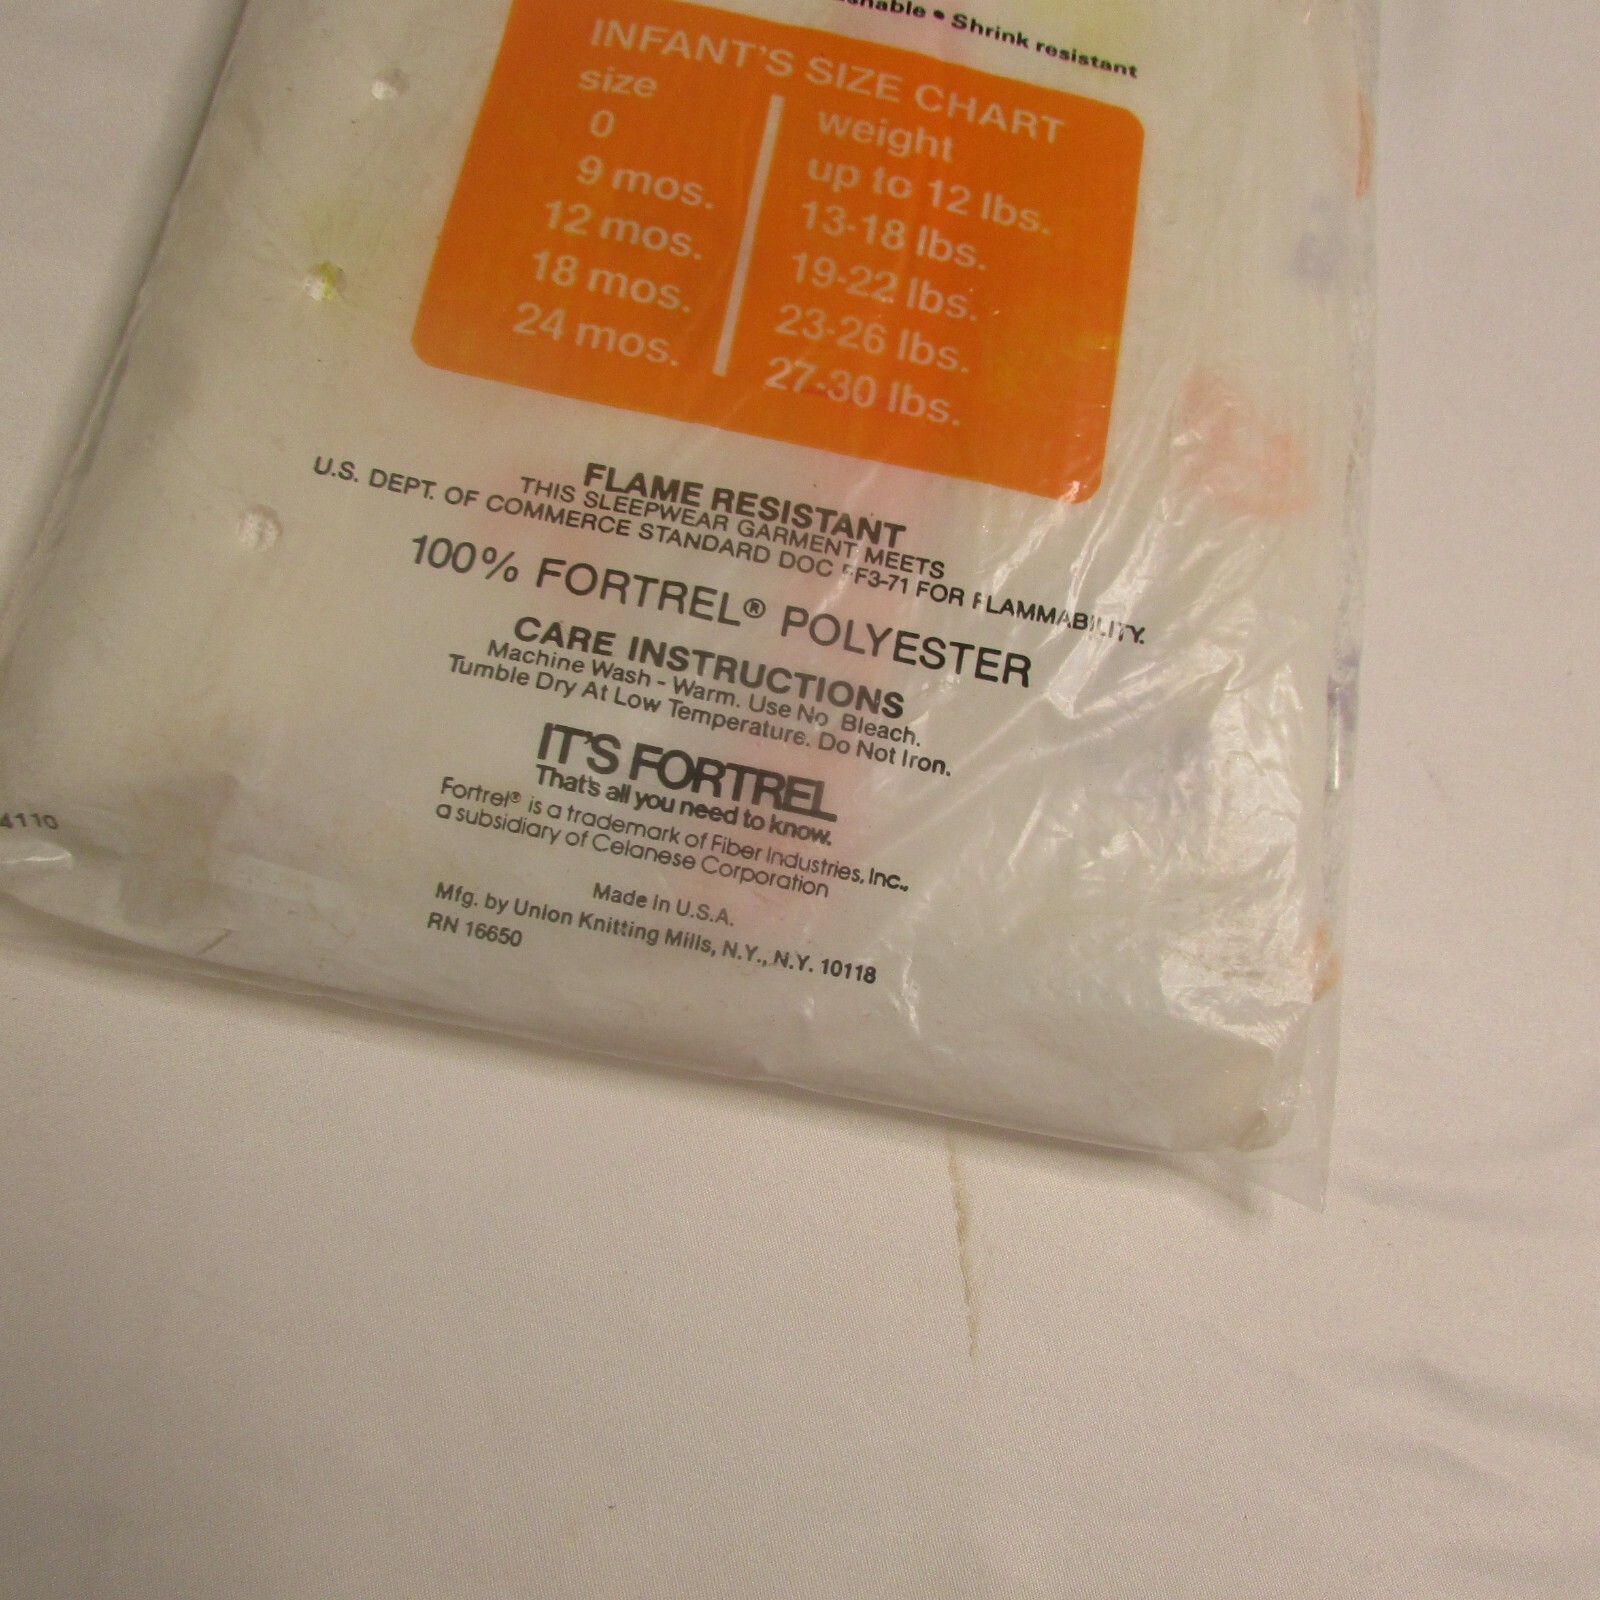 • Shrink resistant
INFANT'S SIZE CHART
size weight
0 up to 12 lbs.
9 mos. 13-18 lbs.
12 mos. 19-22 lbs.
18 mos. 23-26 lbs.
24 mos. 27-30 lbs.
FLAME RESISTANT
THIS SLEEPWEAR GARMENT MEETS
U.S. DEPT. OF COMMERCE STANDARD DOC FF3-71 FOR FLAMMABILITY.
100% FORTREL® POLYESTER
CARE INSTRUCTIONS
Machine Wash - Warm. Use No Bleach.
Tumble Dry At Low Temperature. Do Not Iron.
IT'S FORTREL
That's all you need to know.
Fortrel® is a trademark of Fiber Industries, Inc.,
a subsidiary of Celanese Corporation
4110
Made in U.S.A.
Mfg. by Union Knitting Mills, N.Y., N.Y. 10118
RN 16650